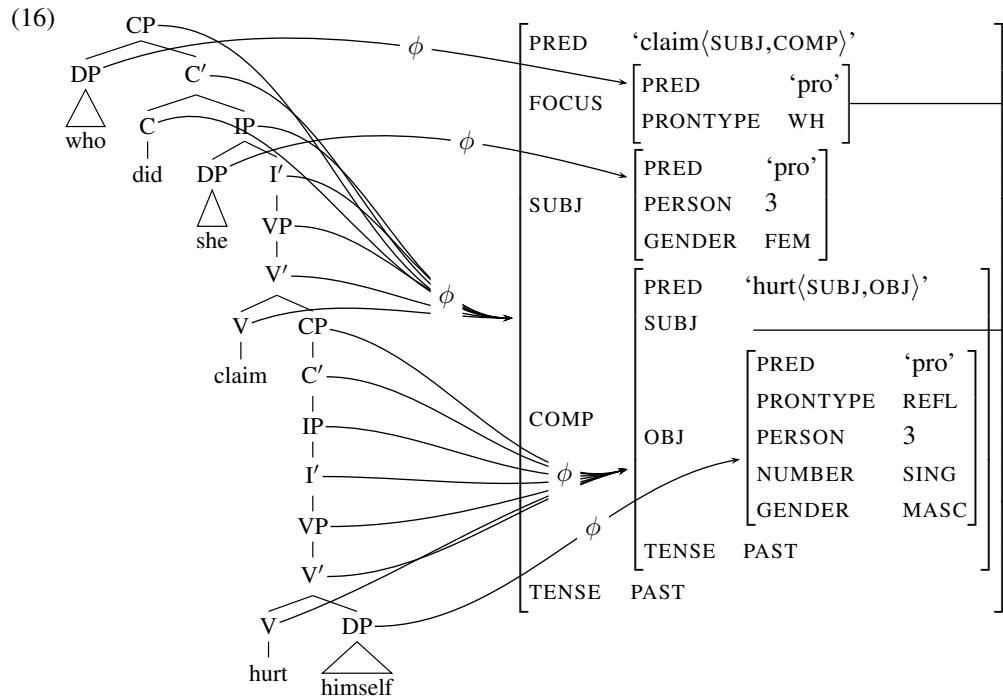 (16)
CP
PRED ‘claim⟨SUBJ,COMP⟩’
ϕ
DP C′
PRED ‘pro’
FOCUS
who
C IP
PRONTYPE WH
ϕ
did
DP I′
PRED ‘pro’
SUBJ PERSON 3
she
VP
GENDER FEM
V′
PRED ‘hurt⟨SUBJ,OBJ⟩’
ϕ
V CP
SUBJ
claim
C′
PRED ‘pro’
PRONTYPE REFL
COMP
IP
OBJ PERSON 3
I′
ϕ
NUMBER SING
GENDER MASC
VP
ϕ
TENSE PAST
V′
TENSE PAST
V DP
hurt
himself